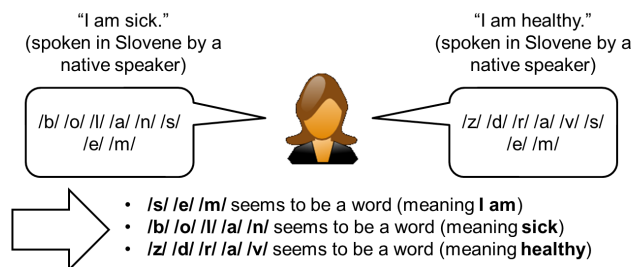 “I am sick.”
(spoken in Slovene by a
native speaker)
/b/ /o/ /l/ /a/ /n/ /s/
/e/ /m/
“I am healthy.”
(spoken in Slovene by a
native speaker)
/z/ /d/ /r/ /a/ /v/ /s/
/e/ /m/
• /s/ /e/ /m/ seems to be a word (meaning I am)
• /b/ /o/ /l/ /a/ /n/ seems to be a word (meaning sick)
• /z/ /d/ /r/ /a/ /v/ seems to be a word (meaning healthy)